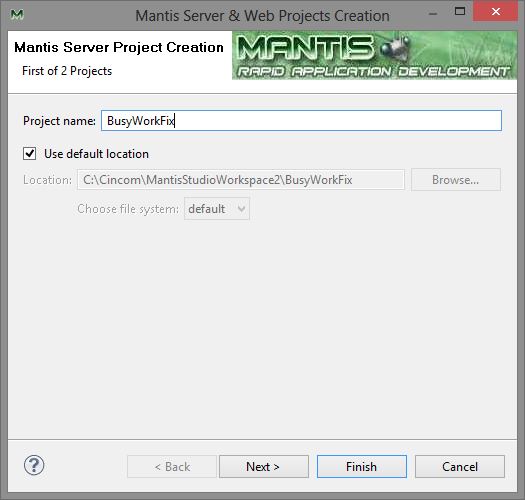 Mantis Server & Web Projects Creation
Mantis Server Project Creation
First of 2 Projects
MANTIS
RAPID APPLICATION DEVELOPMENT
Project name: BusyWorkFix
Use default location
Location: C:\Cincom\MantisStudioWorkspace2\BusyWorkFix Browse...
Choose file system: default
? < Back Next > Finish Cancel